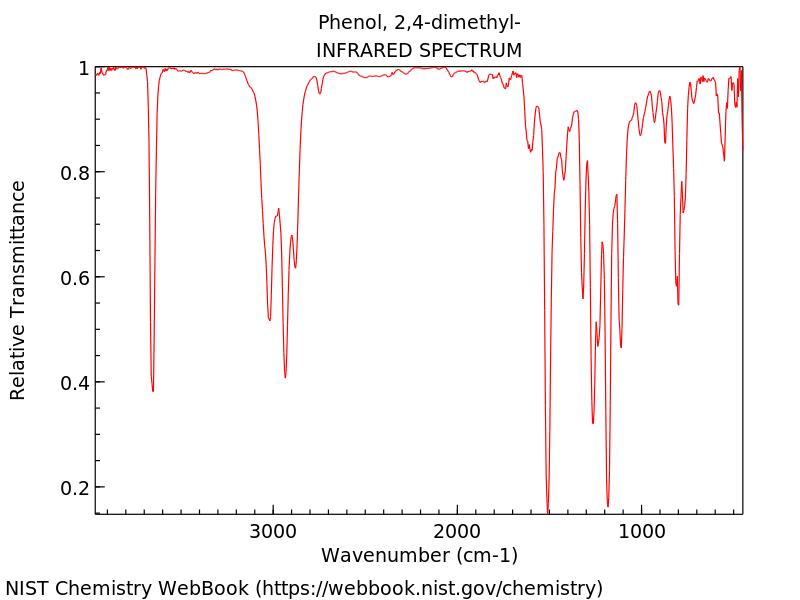 Phenol, 2,4-dimethyl-
INFRARED SPECTRUM
1
0.8
0.6
0.4
0.2
Relative Transmittance
3000 2000 1000
Wavenumber (cm-1)
NIST Chemistry WebBook (https://webbook.nist.gov/chemistry)